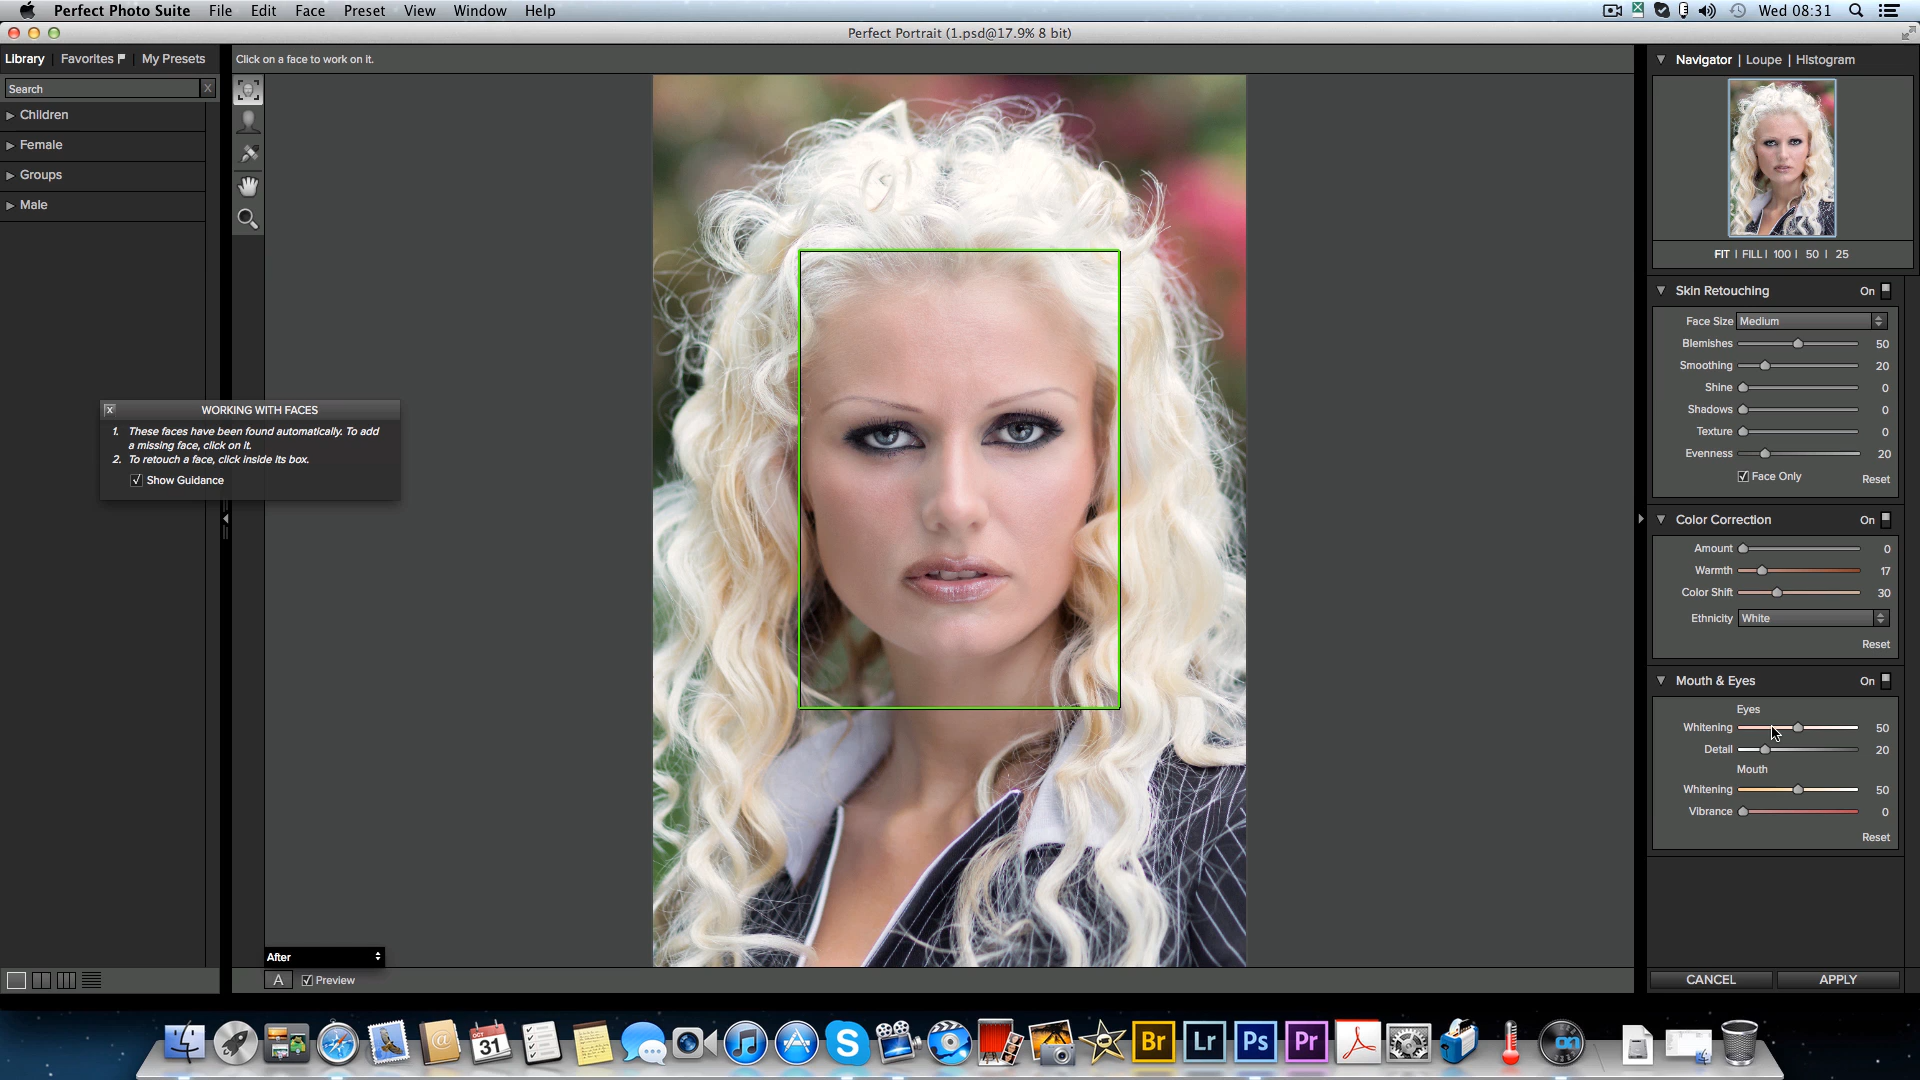 Perfect Photo Suite File Edit Face Preset View Window Help
Wed 08:31
Perfect Portrait (1.psd@17.9% 8 bit)
Library Favorites My Presets
Click on a face to work on it.
Search X
Children
Female
Groups
Male
WORKING WITH FACES
1. These faces have been found automatically. To add
a missing face, click on it.
2. To retouch a face, click inside its box.
Show Guidance
After
A Preview
Navigator | Loupe | Histogram
FIT | FILL | 100 | 50 | 25
Skin Retouching On
Face Size Medium
Blemishes 50
Smoothing 20
Shine 0
Shadows 0
Texture 0
Evenness 20
Face Only Reset
Color Correction On
Amount 0
Warmth 17
Color Shift 30
Ethnicity White
Reset
Mouth & Eyes On
Eyes
Whitening 50
Detail 20
Mouth
Whitening 50
Vibrance 0
Reset
CANCEL APPLY
OCT
31
Br Lr Ps Pr on